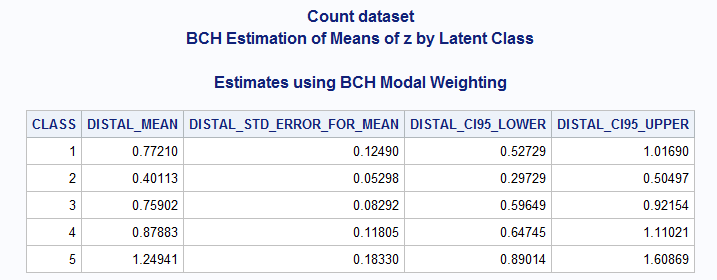 Count dataset
BCH Estimation of Means of z by Latent Class
Estimates using BCH Modal Weighting
CLASS DISTAL_MEAN DISTAL_STD_ERROR_FOR_MEAN DISTAL_CI95_LOWER DISTAL_CI95_UPPER
1 0.77210 0.12490 0.52729 1.01690
2 0.40113 0.05298 0.29729 0.50497
3 0.75902 0.08292 0.59649 0.92154
4 0.87883 0.11805 0.64745 1.11021
5 1.24941 0.18330 0.89014 1.60869